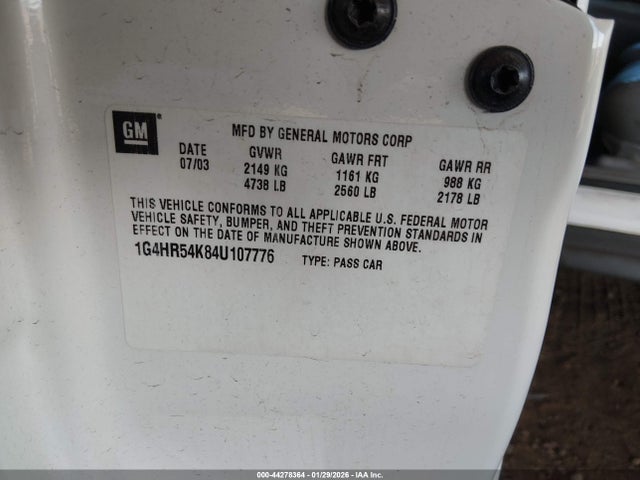 GM
MFD BY GENERAL MOTORS CORP
DATE GVWR GAWR FRT GAWR RR
07/03 2149 KG 1161 KG 988 KG
4738 LB 2560 LB 2178 LB
THIS VEHICLE CONFORMS TO ALL APPLICABLE U.S. FEDERAL MOTOR
VEHICLE SAFETY, BUMPER, AND THEFT PREVENTION STANDARDS IN
EFFECT ON THE DATE OF MANUFACTURE SHOWN ABOVE.
1G4HR54K84U107776 TYPE: PASS CAR
000-44278364 | 01/29/2026 - IAA Inc.